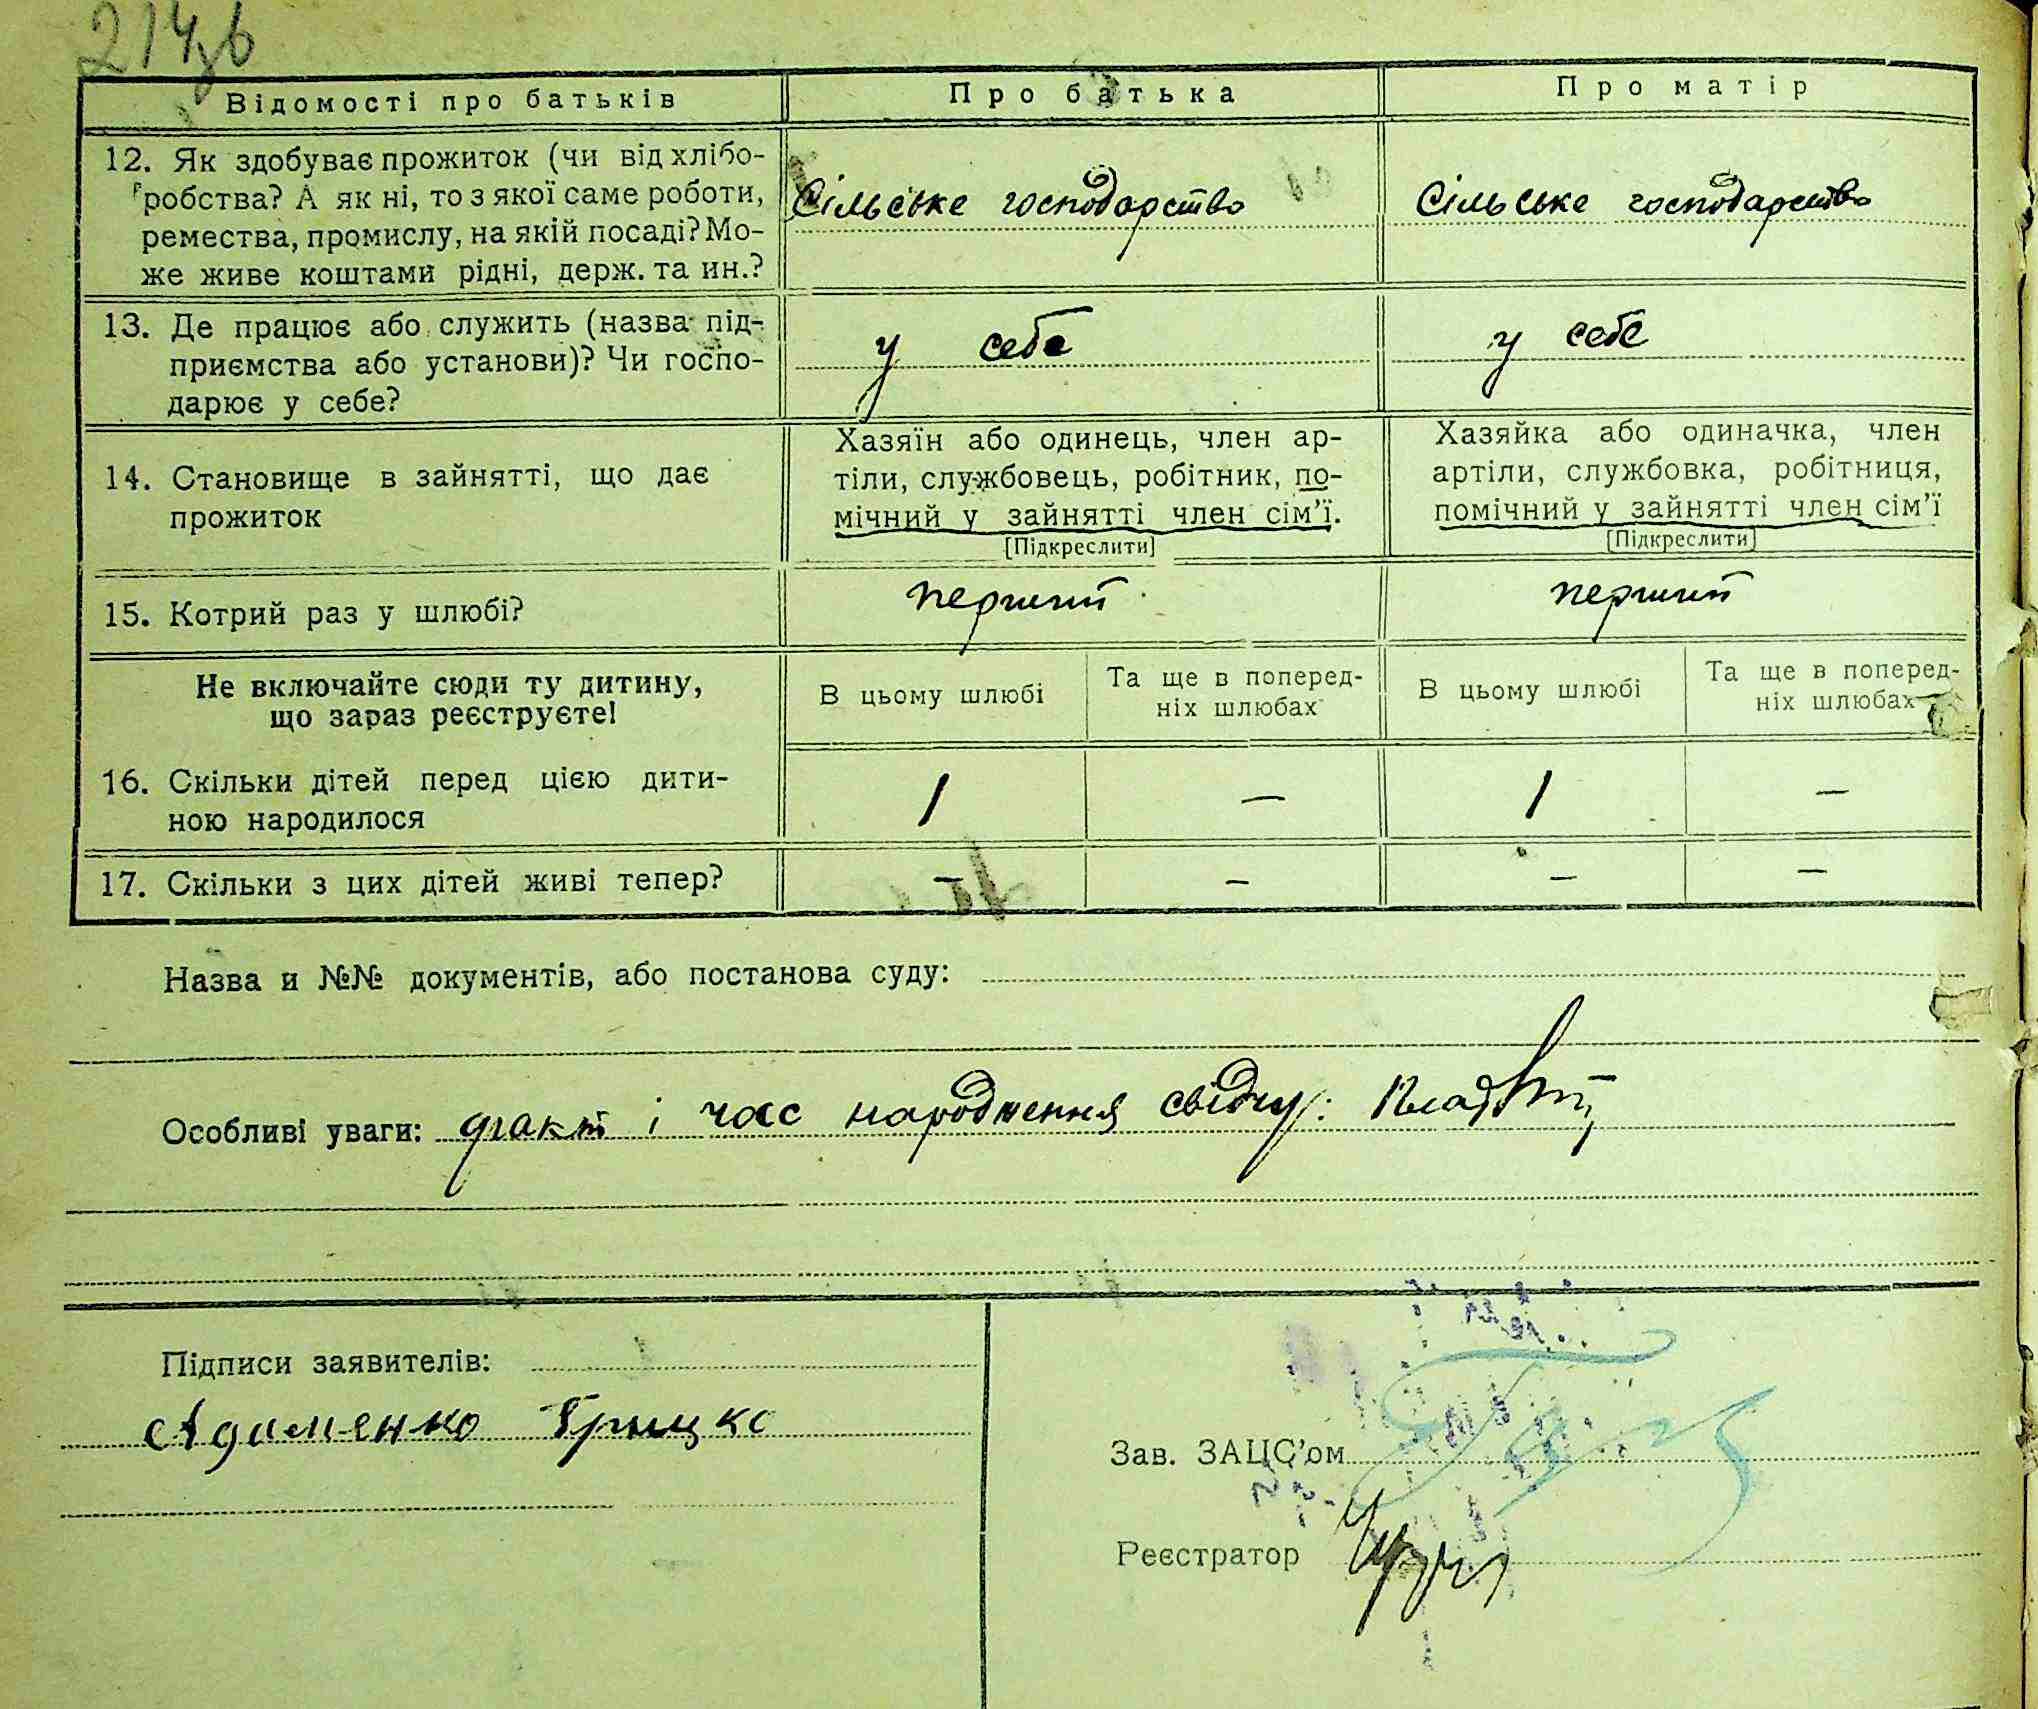 214зв
Відомості про батьків
Про батька
Про матір
12. Як здобуває прожиток (чи від хлібо-
робства? А як ні, то з якої саме роботи,
ремества, промислу, на якій посаді? Мо-
же живе коштами рідні, держ. та ин.?
Сільське господарство
Сільське господарство
13. Де працює або служить (назва під-
приємства або установи)? Чи госпо-
дарює у себе?
у себе
у себе
14. Становище в зайнятті, що дає
прожиток
Хазяїн або одинець, член ар-
тіли, службовець, робітник, по-
мічний у зайнятті член сім'ї.
[Підкреслити]
Хазяйка або одиначка, член
артіли, службовка, робітниця,
помічний у зайнятті член сім'ї
[Підкреслити]
15. Котрий раз у шлюбі?
перший
перший
Не включайте сюди ту дитину,
що зараз реєструєте!
В цьому шлюбі
Та ще в поперед-
ніх шлюбах
В цьому шлюбі
Та ще в поперед-
ніх шлюбах
16. Скільки дітей перед цією дити-
ною народилося
1
—
1
—
17. Скільки з цих дітей живі тепер?
—
—
—
—
Назва и №№ документів, або постанова суду:
Особливі уваги: факт і час народження свідчу:
Підписи заявителів:
Адаменко Грицко
Зав. ЗАЦС'ом
Реєстратор